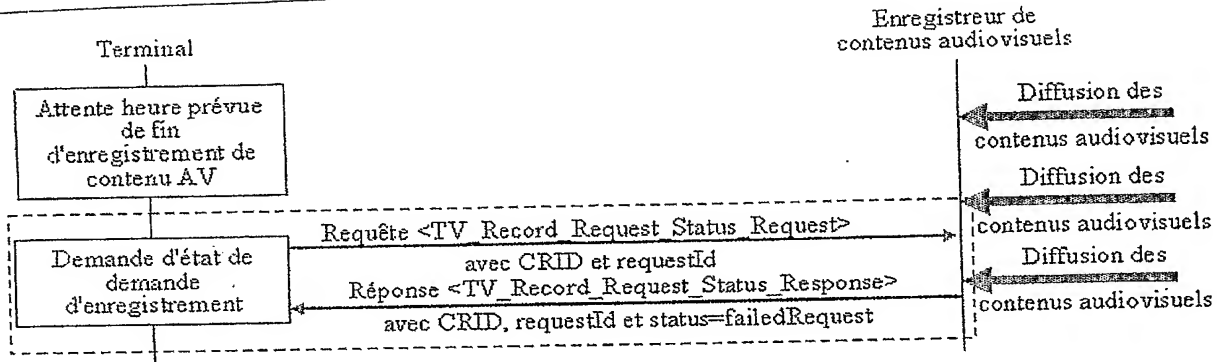 Enregistreur de
contenus audiovisuels
Terminal
Attente heure prévue
de fin
d'enregistrement de
contenu AV
Diffusion des
contenus audiovisuels
Diffusion des
contenus audiovisuels
Demande d'état de
demande
d'enregistrement
Requête <TV_Record_Request_Status_Request>
avec CRID et requestId
Réponse <TV_Record_Request_Status_Response>
avec CRID, requestId et status=failedRequest
Diffusion des
contenus audiovisuels